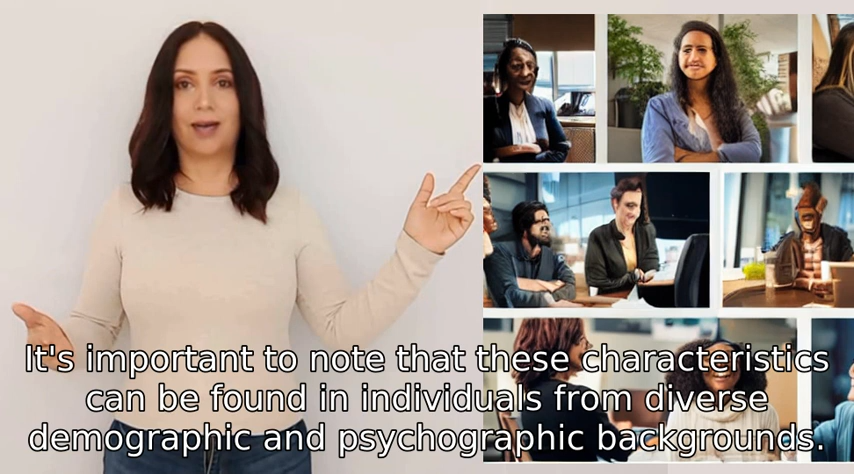 It's important to note that these characteristics
can be found in individuals from diverse
demographic and psychographic backgrounds.